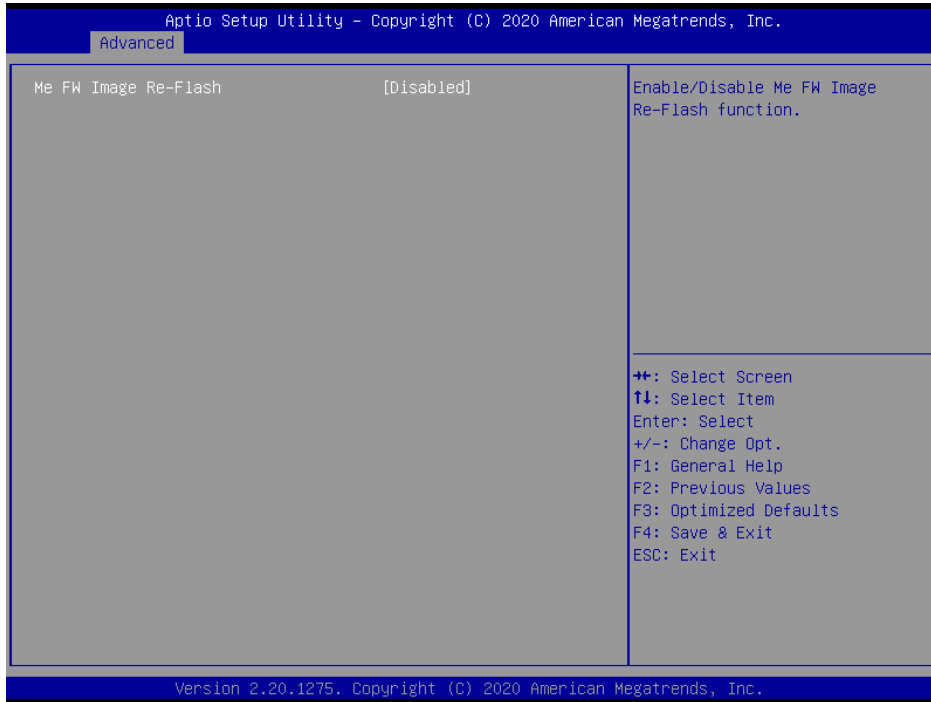 Aptio Setup Utility – Copyright (C) 2020 American Megatrends, Inc.
Advanced
Me FW Image Re-Flash [Disabled]
Enable/Disable Me FW Image
Re-Flash function.
→←: Select Screen
↑↓: Select Item
Enter: Select
+/-: Change Opt.
F1: General Help
F2: Previous Values
F3: Optimized Defaults
F4: Save & Exit
ESC: Exit
Version 2.20.1275. Copyright (C) 2020 American Megatrends, Inc.